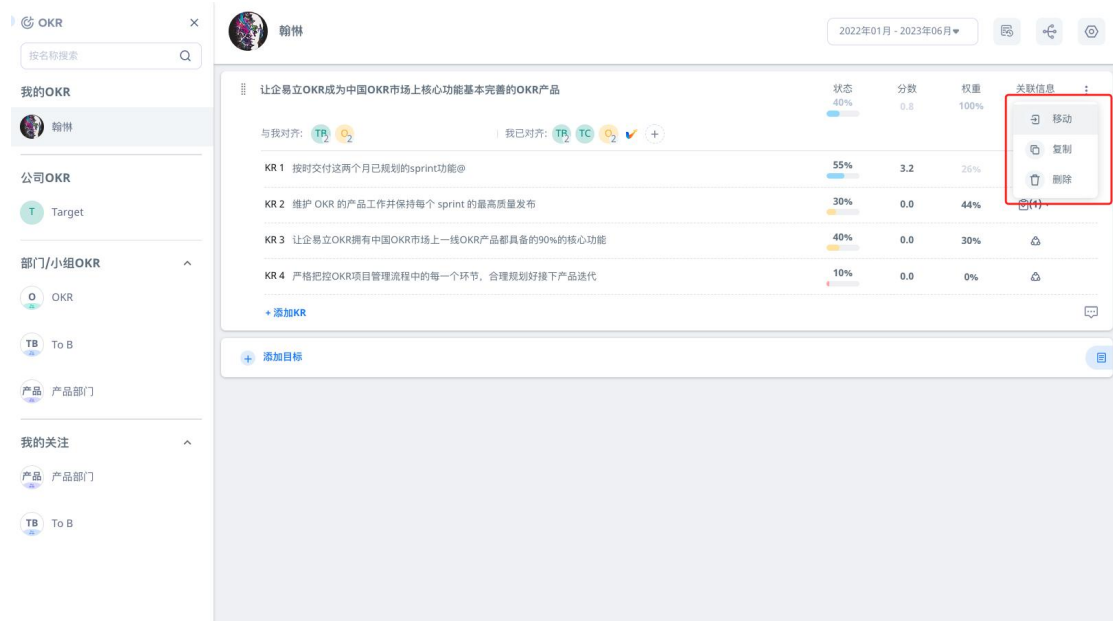 OKR
按名称搜索
我的OKR
翰惏
公司OKR
T Target
部门/小组OKR
O OKR
TB To B
产品 产品部门
我的关注
产品 产品部门
TB To B
翰惏
2022年01月 - 2023年06月
让企易立OKR成为中国OKR市场上核心功能基本完善的OKR产品
状态 分数 权重 关联信息
40% 0.8 100%
与我对齐: TB 2 O 2 我已对齐: TB 2 TC O 2
移动
复制
删除
KR 1 按时交付这两个月已规划的sprint功能@ 55% 3.2 26%
KR 2 维护 OKR 的产品工作并保持每个 sprint 的最高质量发布 30% 0.0 44% (1)
KR 3 让企易立OKR拥有中国OKR市场上一线OKR产品都具备的90%的核心功能 40% 0.0 30%
KR 4 严格把控OKR项目管理流程中的每一个环节，合理规划好接下产品迭代 10% 0.0 0%
+ 添加KR
添加目标